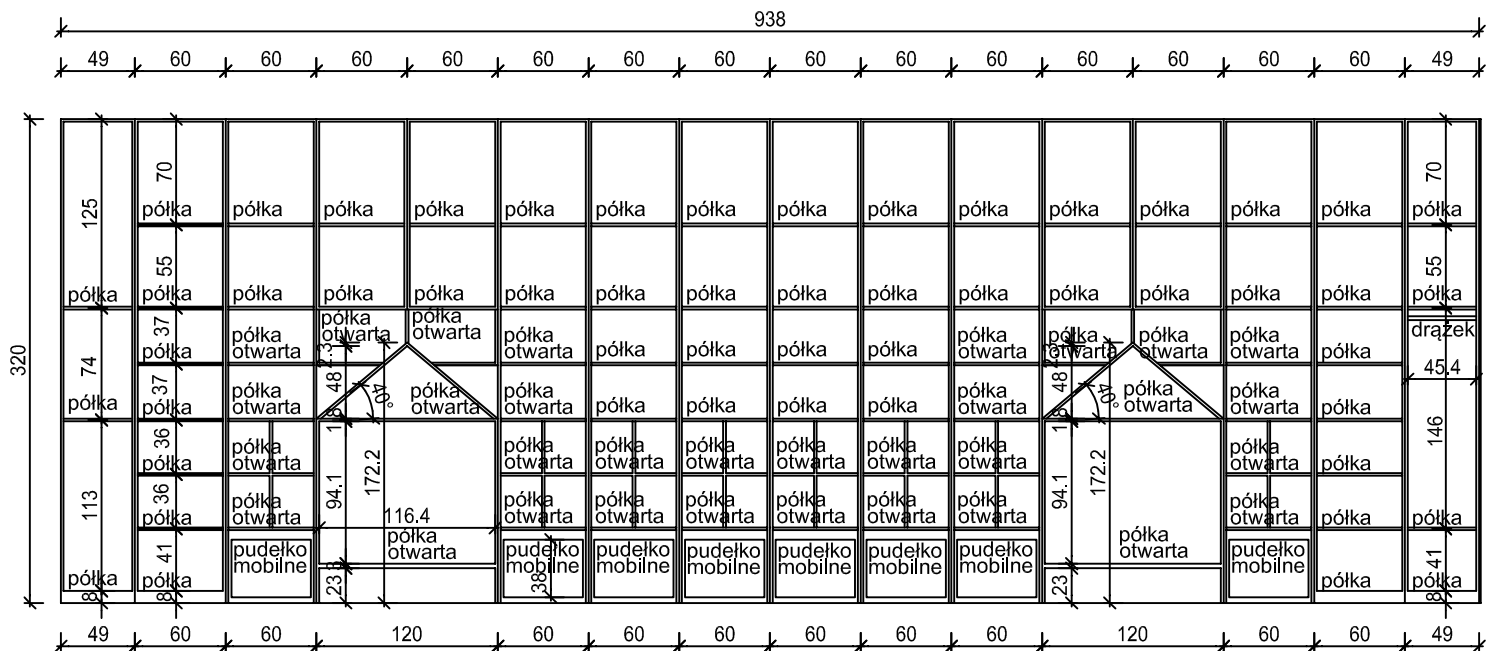 938
49 60 60 60 60 60 60 60 60 60 60 60 60 60 60 49
320
125 70 70
półka półka półka półka półka półka półka półka półka półka półka półka półka półka półka
55 55
półka półka półka półka półka półka półka półka półka półka półka półka półka półka półka półka
74 37 półka półka otwarta półka otwarta półka otwarta półka otwarta półka półka półka półka półka otwarta półka otwarta półka otwarta półka otwarta półka drążek
45.4
półka 37 półka półka otwarta 48 40° półka otwarta półka otwarta półka półka półka półka półka otwarta 48 40° półka otwarta półka otwarta półka
113 36 półka półka otwarta 94.1 172.2 półka otwarta półka otwarta półka otwarta półka otwarta półka otwarta półka otwarta 94.1 172.2 półka otwarta półka 146
36 półka półka otwarta 116.4 półka otwarta półka otwarta półka otwarta półka otwarta półka otwarta półka otwarta półka otwarta półka otwarta półka półka
półka 41 półka pudełko mobilne 23 pudełko mobilne 38 pudełko mobilne pudełko mobilne pudełko mobilne pudełko mobilne pudełko mobilne 23 pudełko mobilne półka półka 41
8 8 8
49 60 60 120 60 60 60 60 60 60 120 60 60 49